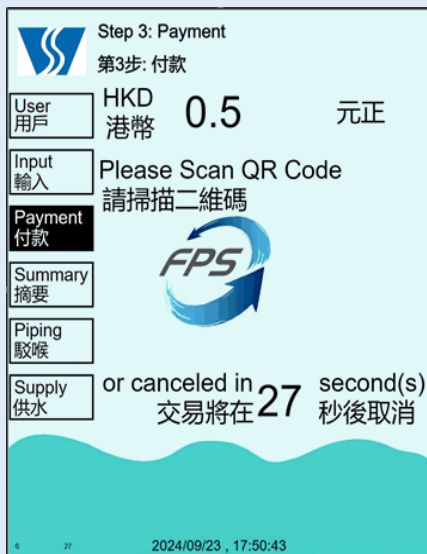 Step 3: Payment
第3步: 付款
User
用戶
HKD 0.5 元正
港幣
Input
輸入
Please Scan QR Code
請掃描二維碼
Payment
付款
FPS
Summary
摘要
Piping
駁喉
Supply
供水
or canceled in 27 second(s)
交易將在 秒後取消
6 27 2024/09/23 , 17:50:43